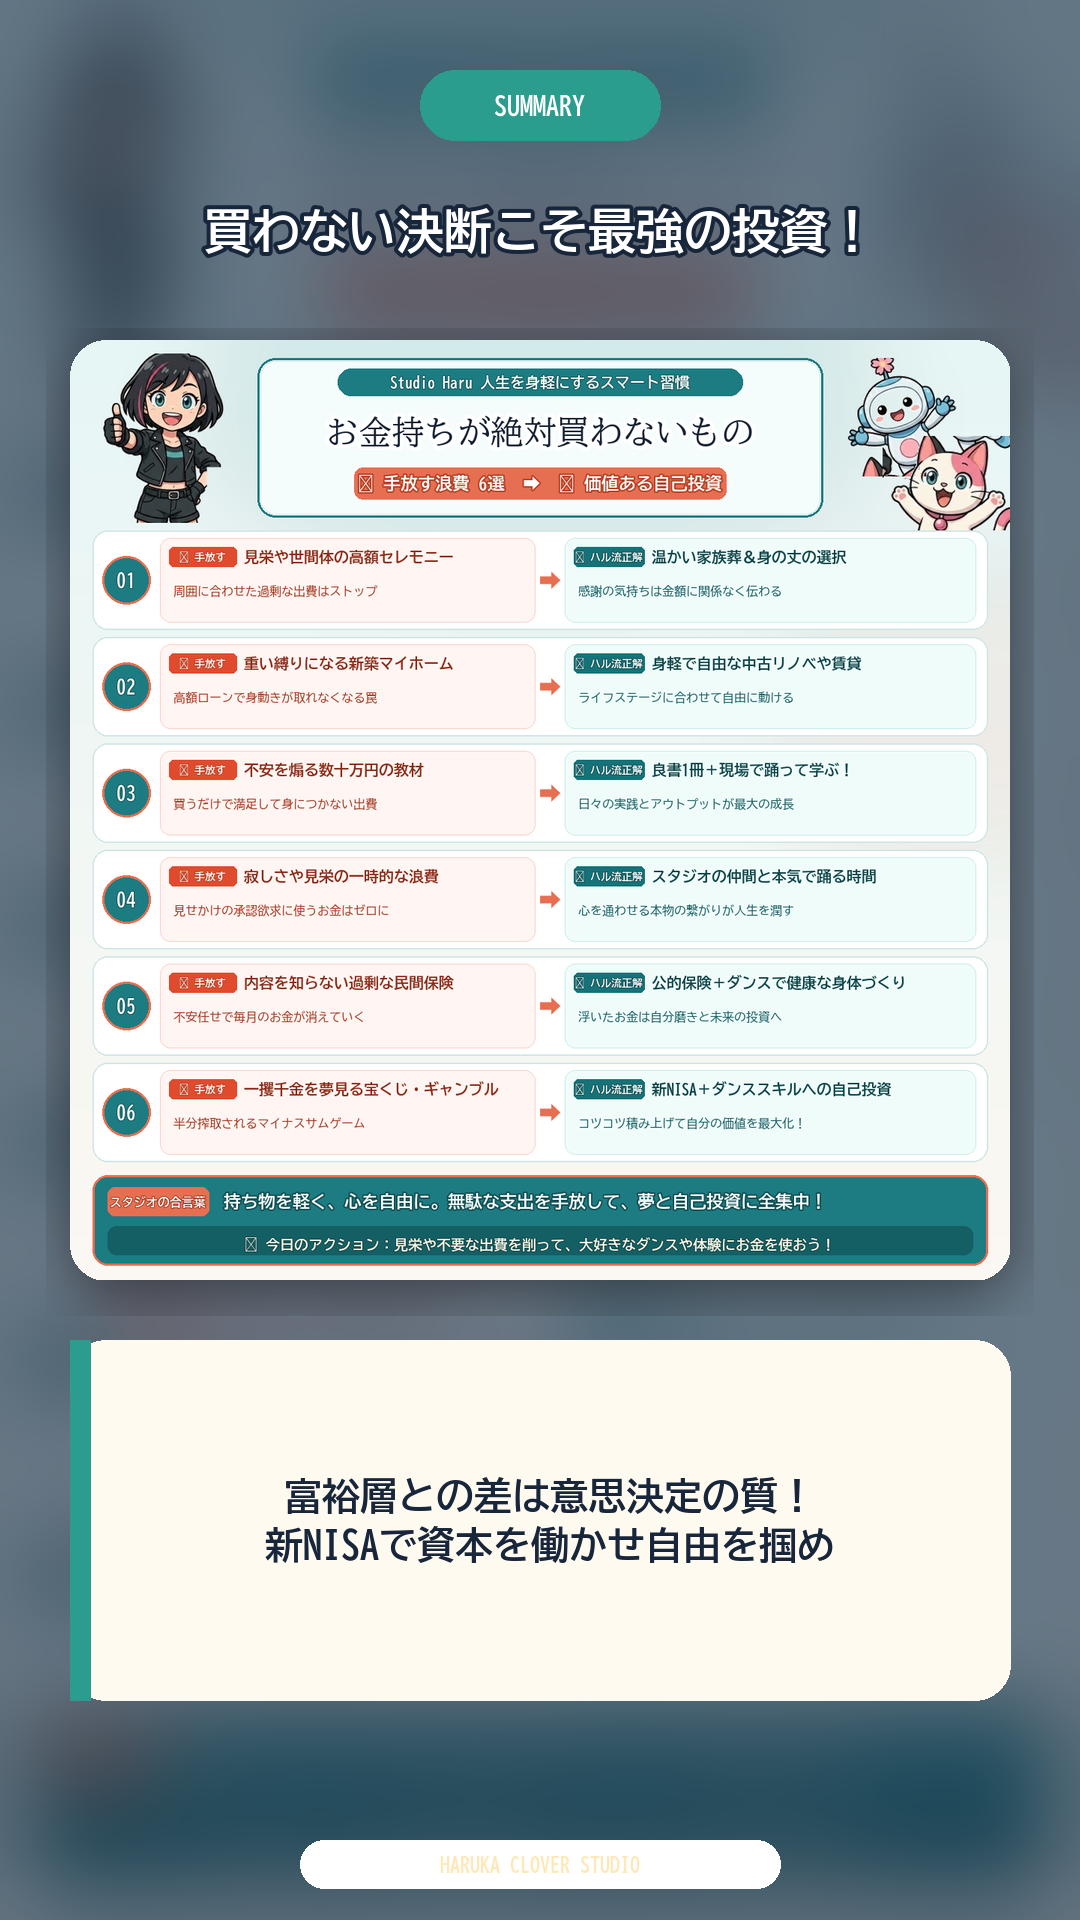 SUMMARY
買わない決断こそ最強の投資！
Studio Haru 人生を身軽にするスマート習慣
お金持ちが絶対買わないもの
手放す浪費 6選 ➡ 価値ある自己投資
01
手放す 見栄や世間体の高額セレモニー
周囲に合わせた過剰な出費はストップ
ハル流正解 温かい家族葬＆身の丈の選択
感謝の気持ちは金額に関係なく伝わる
02
手放す 重い縛りになる新築マイホーム
高額ローンで身動きが取れなくなる罠
ハル流正解 身軽で自由な中古リノベや賃貸
ライフステージに合わせて自由に動ける
03
手放す 不安を煽る数十万円の教材
買うだけで満足して身につかない出費
ハル流正解 良書1冊＋現場で踊って学ぶ！
日々の実践とアウトプットが最大の成長
04
手放す 寂しさや見栄の一時的な浪費
見せかけの承認欲求に使うお金はゼロに
ハル流正解 スタジオの仲間と本気で踊る時間
心を通わせる本物の繋がりが人生を潤す
05
手放す 内容を知らない過剰な民間保険
不安任せで毎月のお金が消えていく
ハル流正解 公的保険＋ダンスで健康な身体づくり
浮いたお金は自分磨きと未来の投資へ
06
手放す 一攫千金を夢見る宝くじ・ギャンブル
半分搾取されるマイナスサムゲーム
ハル流正解 新NISA＋ダンススキルへの自己投資
コツコツ積み上げて自分の価値を最大化！
スタジオの合言葉 持ち物を軽く、心を自由に。無駄な支出を手放して、夢と自己投資に全集中！
今日のアクション：見栄や不要な出費を削って、大好きなダンスや体験にお金を使おう！
富裕層との差は意思決定の質！
新NISAで資本を働かせ自由を掴め
HARUKA CLOVER STUDIO